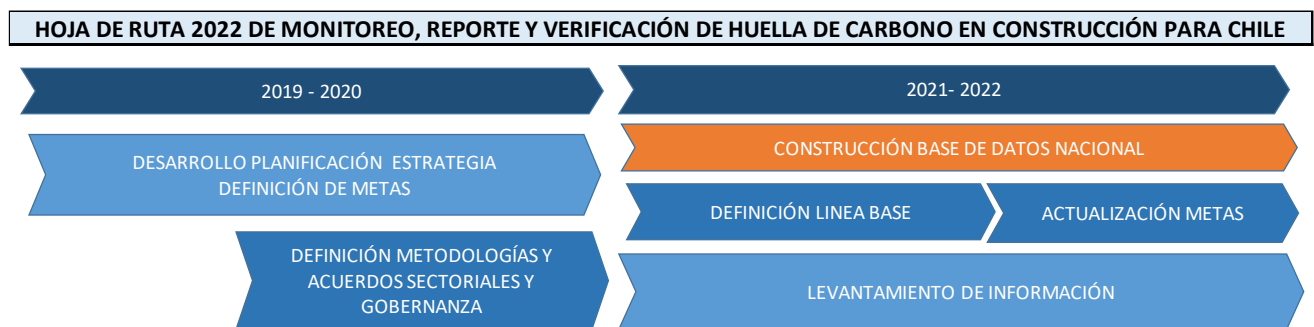 HOJA DE RUTA 2022 DE MONITOREO, REPORTE Y VERIFICACIÓN DE HUELLA DE CARBONO EN CONSTRUCCIÓN PARA CHILE
2019 - 2020
2021- 2022
DESARROLLO PLANIFICACIÓN ESTRATEGIA
DEFINICIÓN DE METAS
CONSTRUCCIÓN BASE DE DATOS NACIONAL
DEFINICIÓN LINEA BASE
ACTUALIZACIÓN METAS
DEFINICIÓN METODOLOGÍAS Y
ACUERDOS SECTORIALES Y
GOBERNANZA
LEVANTAMIENTO DE INFORMACIÓN